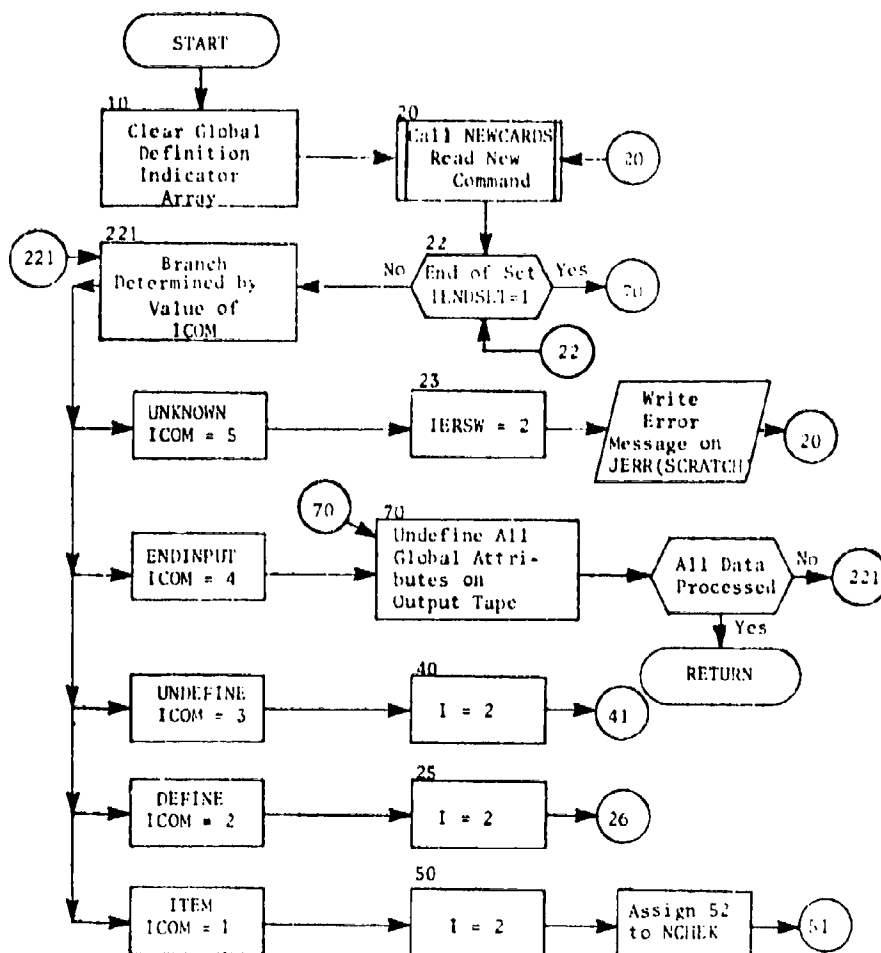 START
10
Clear Global
Definition
Indicator
Array
20
Call NEWCARDS
Read New
Command
20
221
221
Branch
Determined by
Value of
ICOM
No
22
End of Set
IENDSET=1
Yes
70
22
UNKNOWN
ICOM = 5
23
IERSW = 2
Write
Error
Message on
JERR(SCRATCH
20
70
70
ENDINPUT
ICOM = 4
Undefine All
Global Attri-
butes on
Output Tape
All Data
Processed
No
221
Yes
RETURN
UNDEFINE
ICOM = 3
40
I = 2
41
DEFINE
ICOM = 2
25
I = 2
26
ITEM
ICOM = 1
50
I = 2
Assign 52
to NCHEK
51